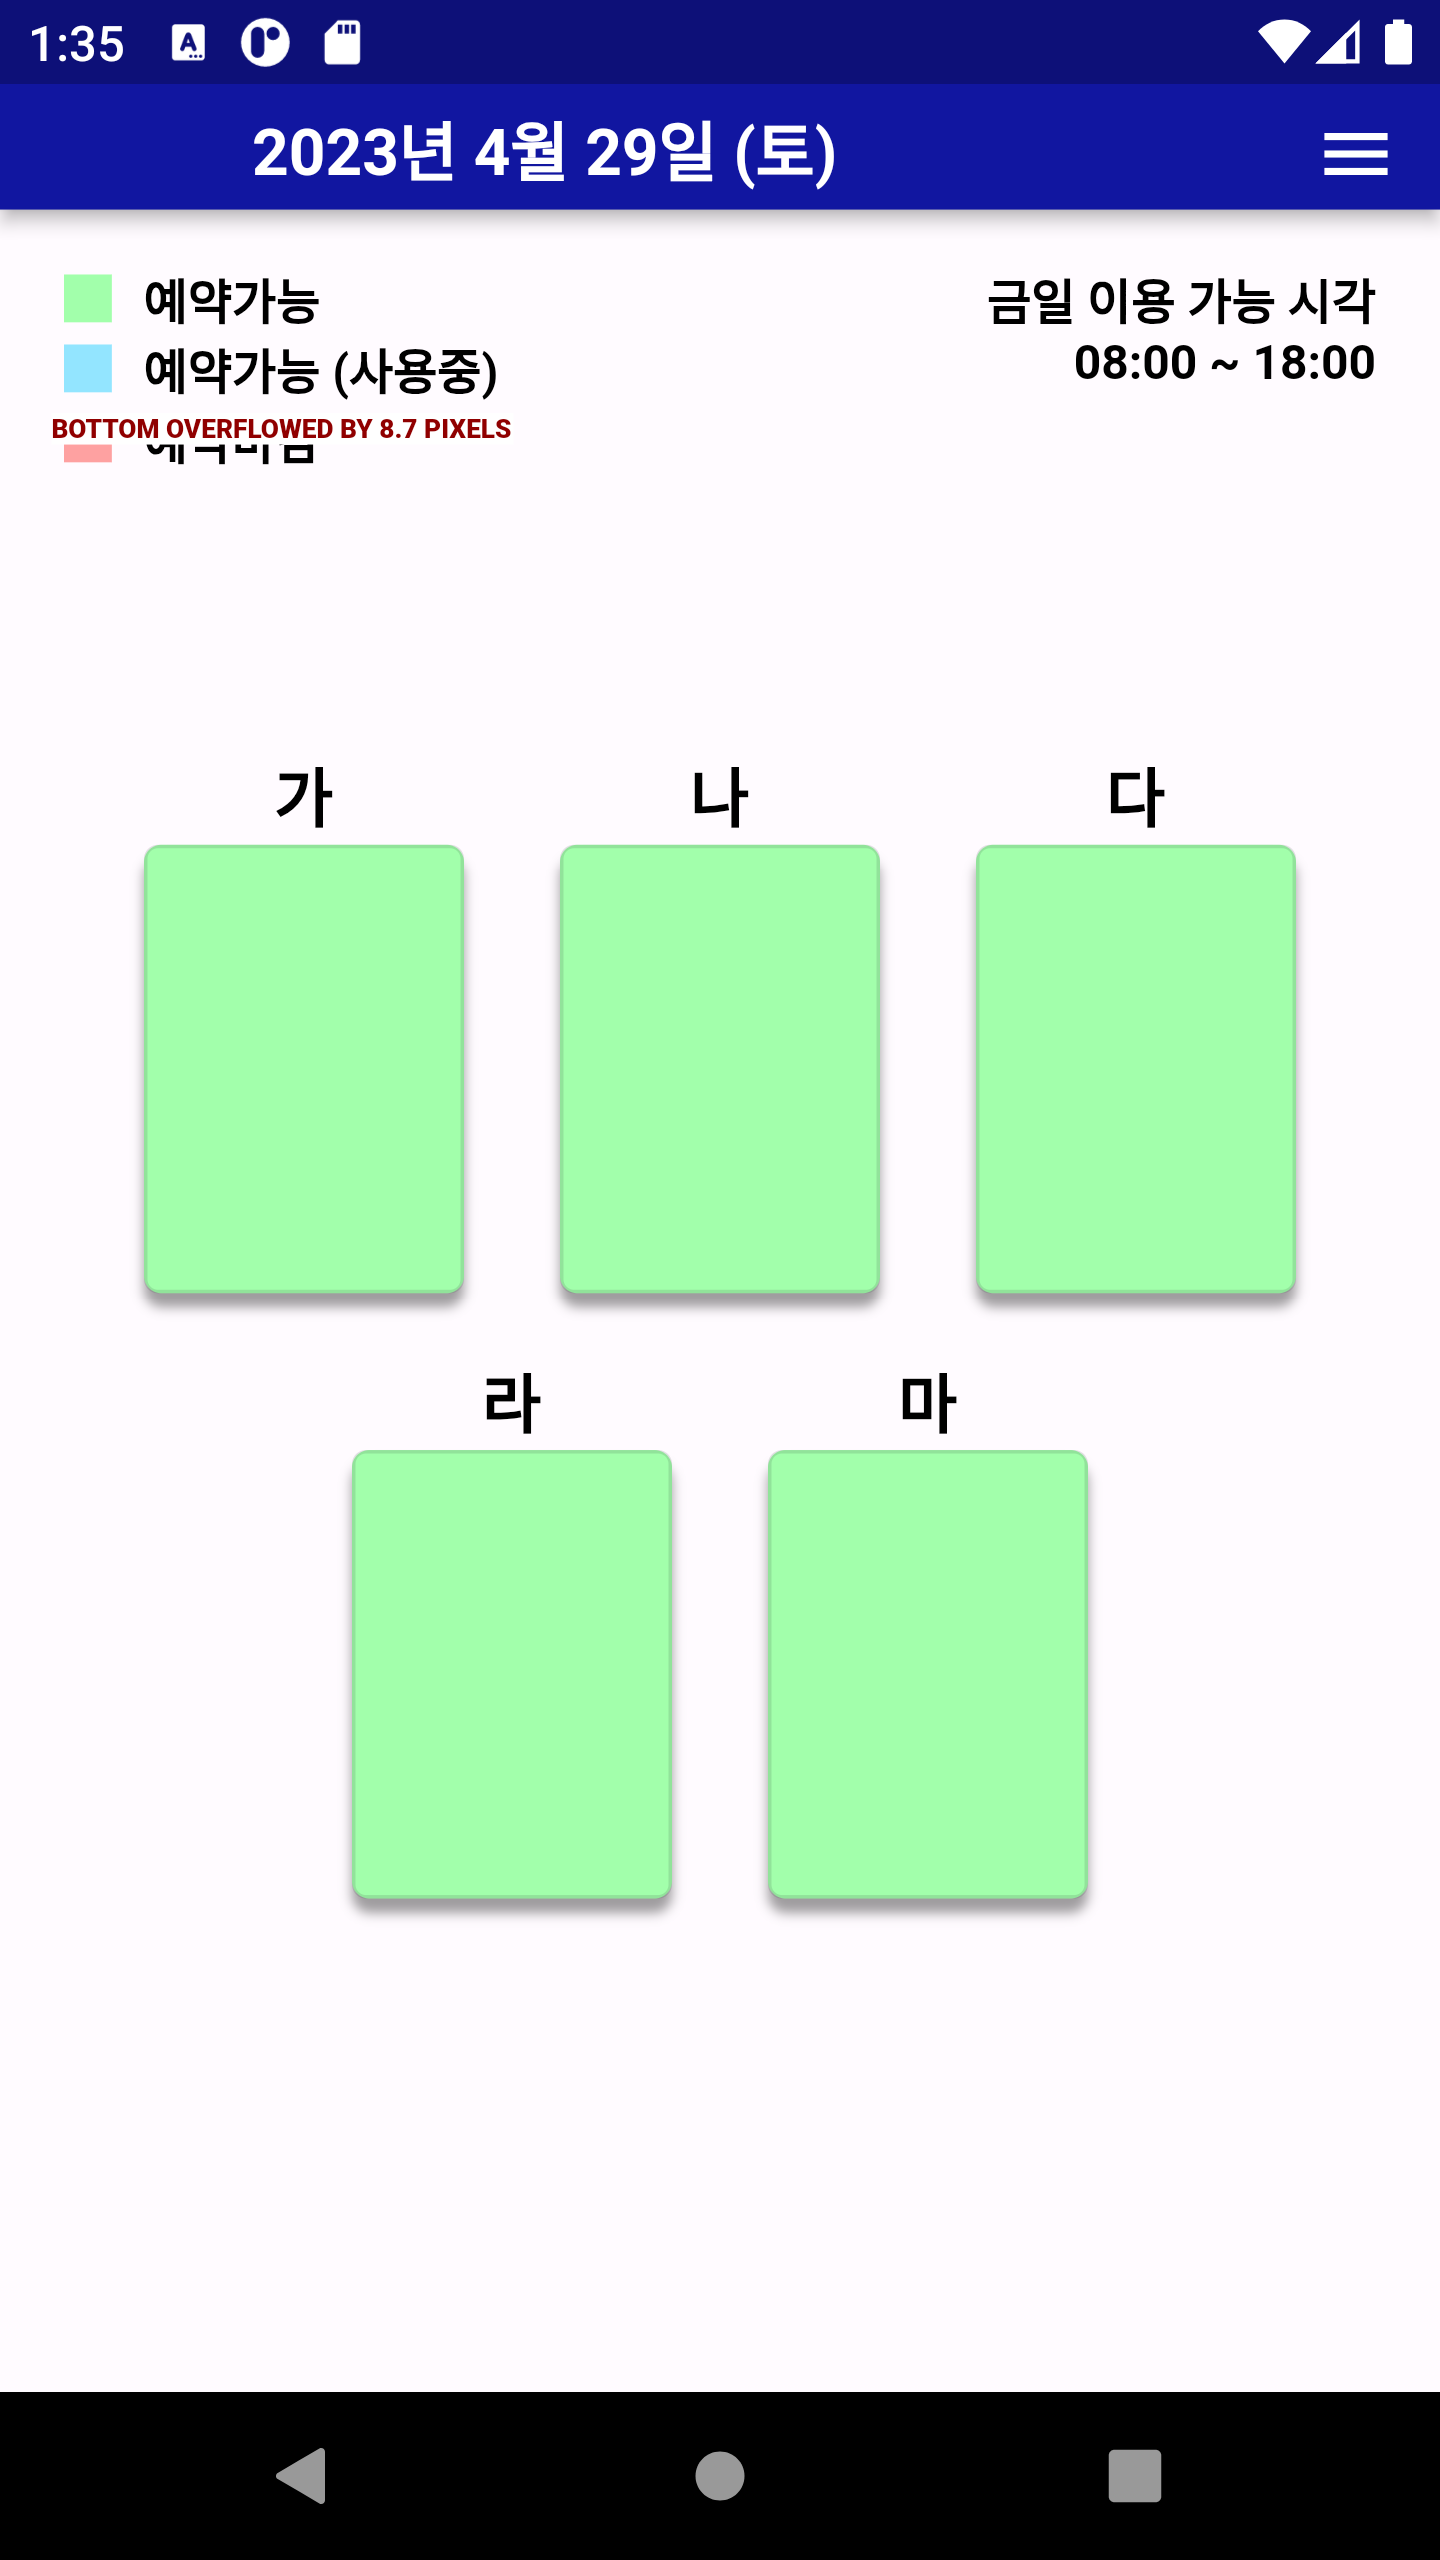 1:35
2023년 4월 29일 (토)
예약가능
금일 이용 가능 시각
예약가능 (사용중)
08:00 ~ 18:00
BOTTOM OVERFLOWED BY 8.7 PIXELS
가 나 다
라 마